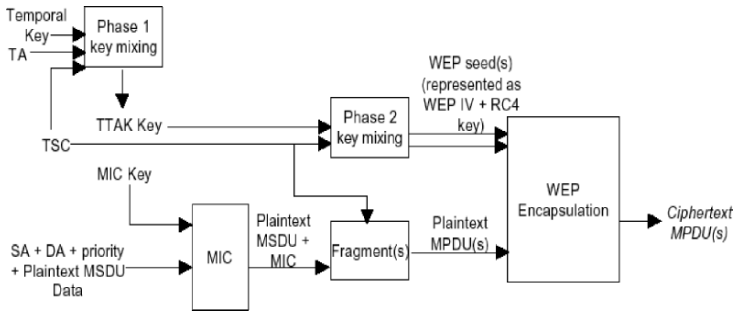 Temporal
Key
TA
Phase 1
key mixing
TTAK Key
TSC
Phase 2
key mixing
WEP seed(s)
(represented as
WEP IV + RC4
key)
MIC Key
SA + DA + priority
+ Plaintext MSDU
Data
MIC
Plaintext
MSDU +
MIC
Fragment(s)
Plaintext
MPDU(s)
WEP
Encapsulation
Ciphertext
MPDU(s)